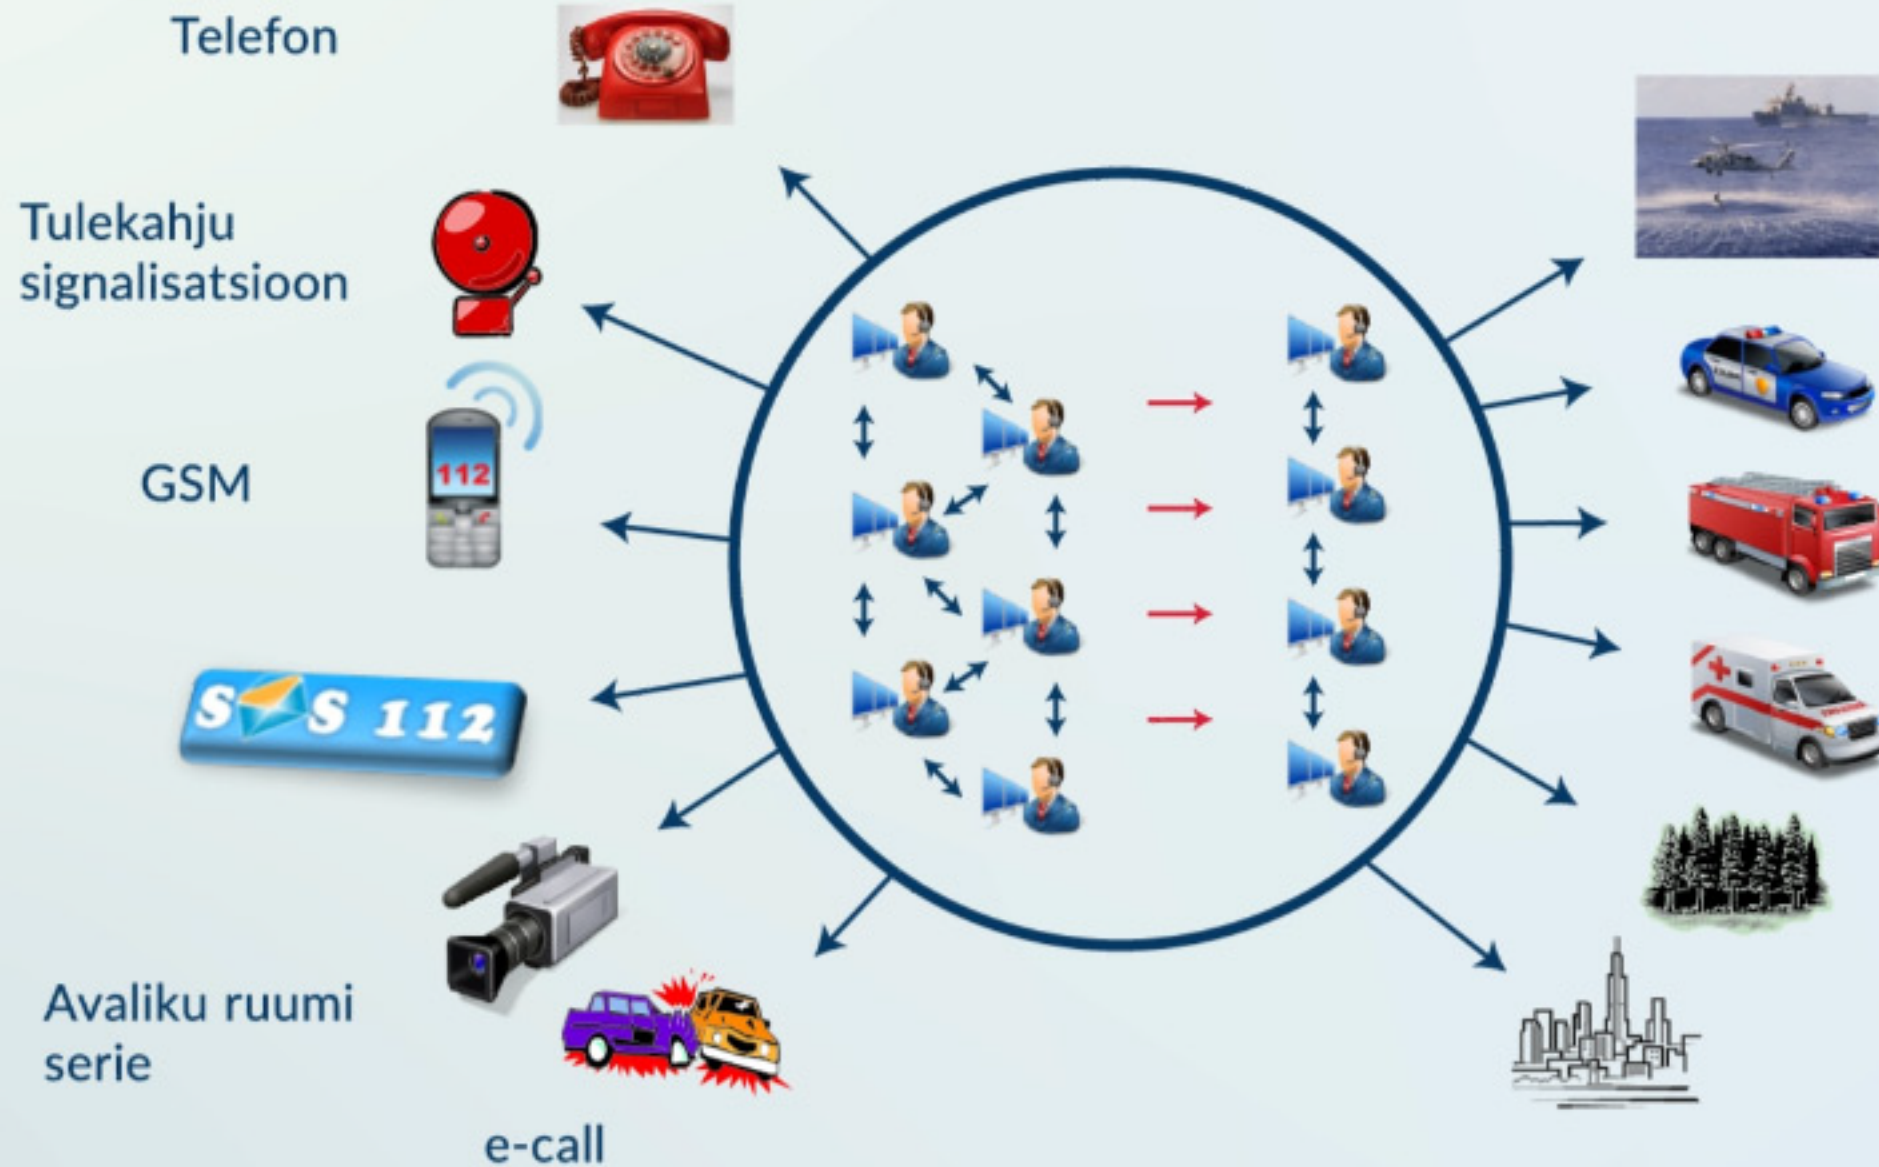 Telefon
Tulekahju
signalisatsioon
GSM
112
SOS 112
Avaliku ruumi
serie
e-call